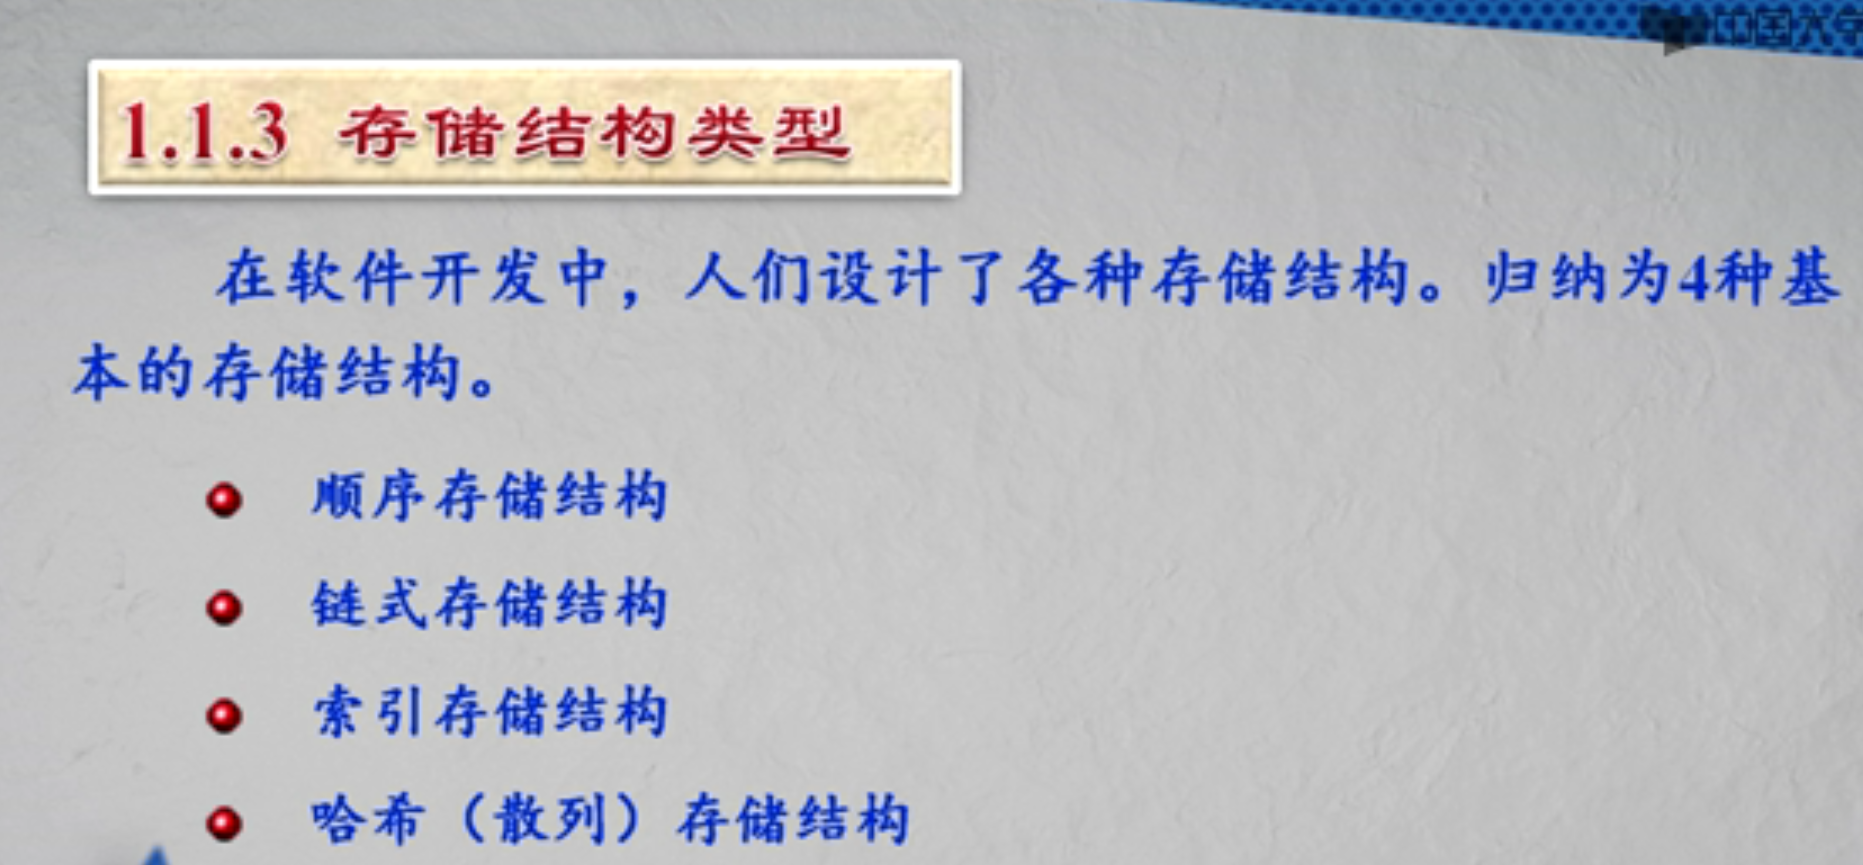 中国大学
1.1.3 存储结构类型
在软件开发中，人们设计了各种存储结构。归纳为4种基
本的存储结构。
顺序存储结构
链式存储结构
索引存储结构
哈希（散列）存储结构